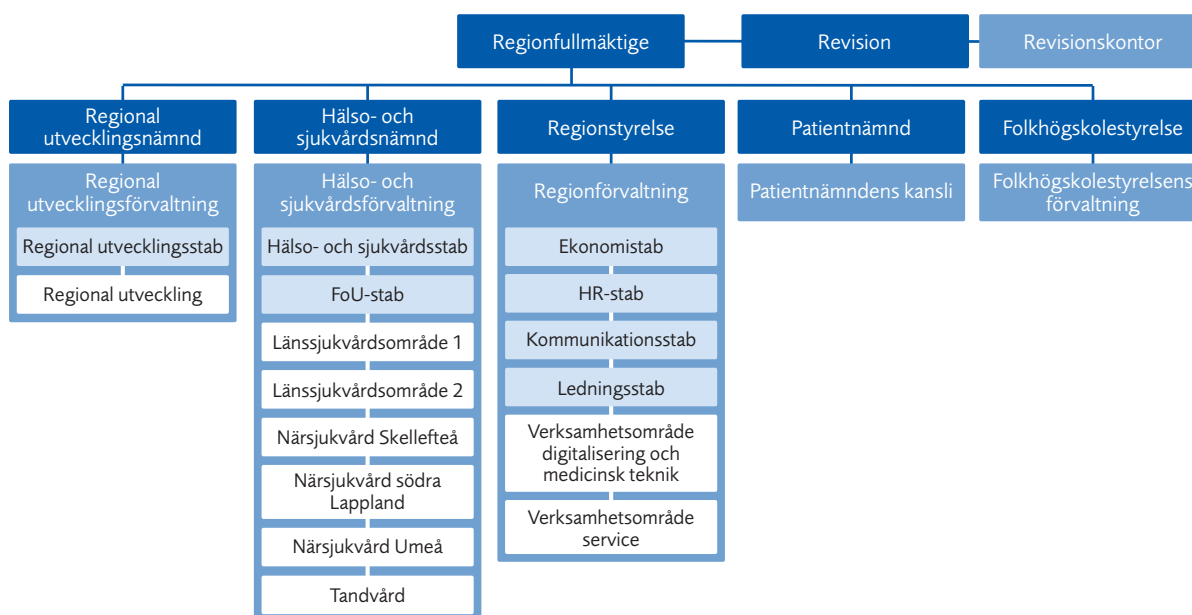 Regionfullmäktige
Revision
Revisionskontor
Regional
utvecklingsnämnd
Hälso- och
sjukvårdsnämnd
Regionstyrelse
Patientnämnd
Folkhögskolestyrelse
Regional
utvecklingsförvaltning
Regional utvecklingsstab
Regional utveckling
Hälso- och
sjukvårdsförvaltning
Hälso- och sjukvårdsstab
FoU-stab
Länssjukvårdsområde 1
Länssjukvårdsområde 2
Närsjukvård Skellefteå
Närsjukvård södra
Lappland
Närsjukvård Umeå
Tandvård
Regionförvaltning
Ekonomistab
HR-stab
Kommunikationsstab
Ledningsstab
Verksamhetsområde
digitalisering och
medicinsk teknik
Verksamhetsområde
service
Patientnämndens kansli
Folkhögskolestyrelsens
förvaltning